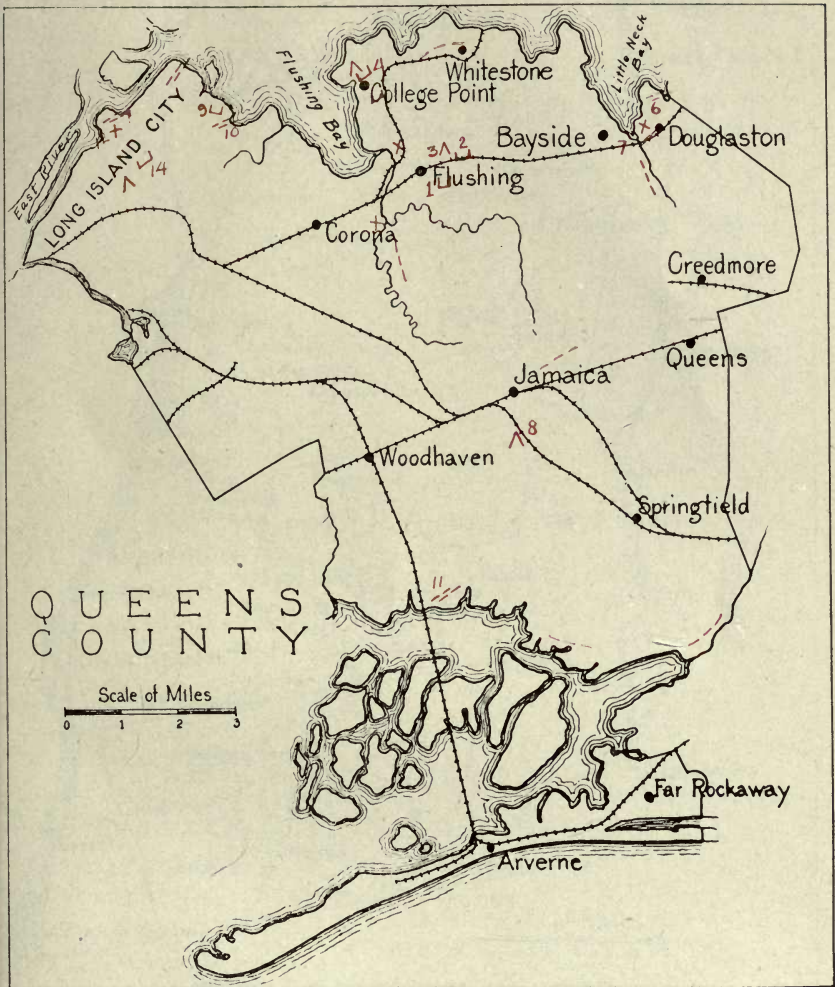 Flushing Bay
Little Neck Bay
Whitestone
4
College Point
6
LONG ISLAND CITY
9
10
East River
Bayside
Douglaston
7
3
2
Flushing
1
14
Corona
Creedmore
Queens
Jamaica
8
Woodhaven
Springfield
11
QUEENS
COUNTY
Scale of Miles
0 1 2 3
Far Rockaway
Arverne